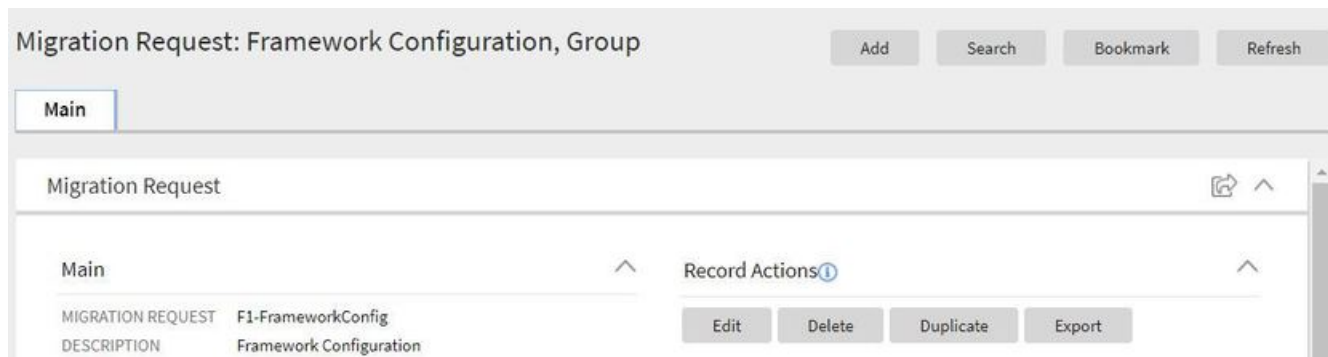 Migration Request: Framework Configuration, Group
Add Search Bookmark Refresh
Main
Migration Request
Main
Record Actions
MIGRATION REQUEST F1-FrameworkConfig
DESCRIPTION Framework Configuration
Edit Delete Duplicate Export